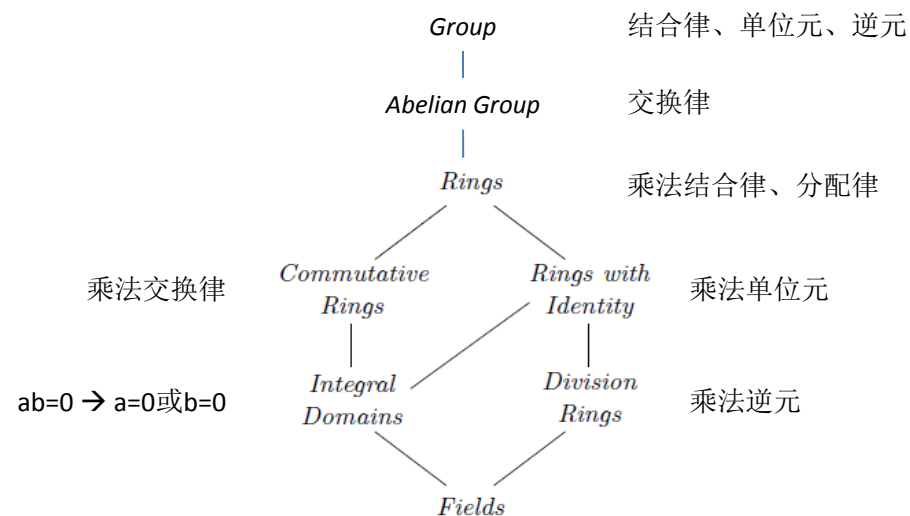 Group 结合律、单位元、逆元
Abelian Group 交换律
Rings 乘法结合律、分配律
乘法交换律 Commutative Rings Rings with Identity 乘法单位元
ab=0 → a=0或b=0 Integral Domains Division Rings 乘法逆元
Fields